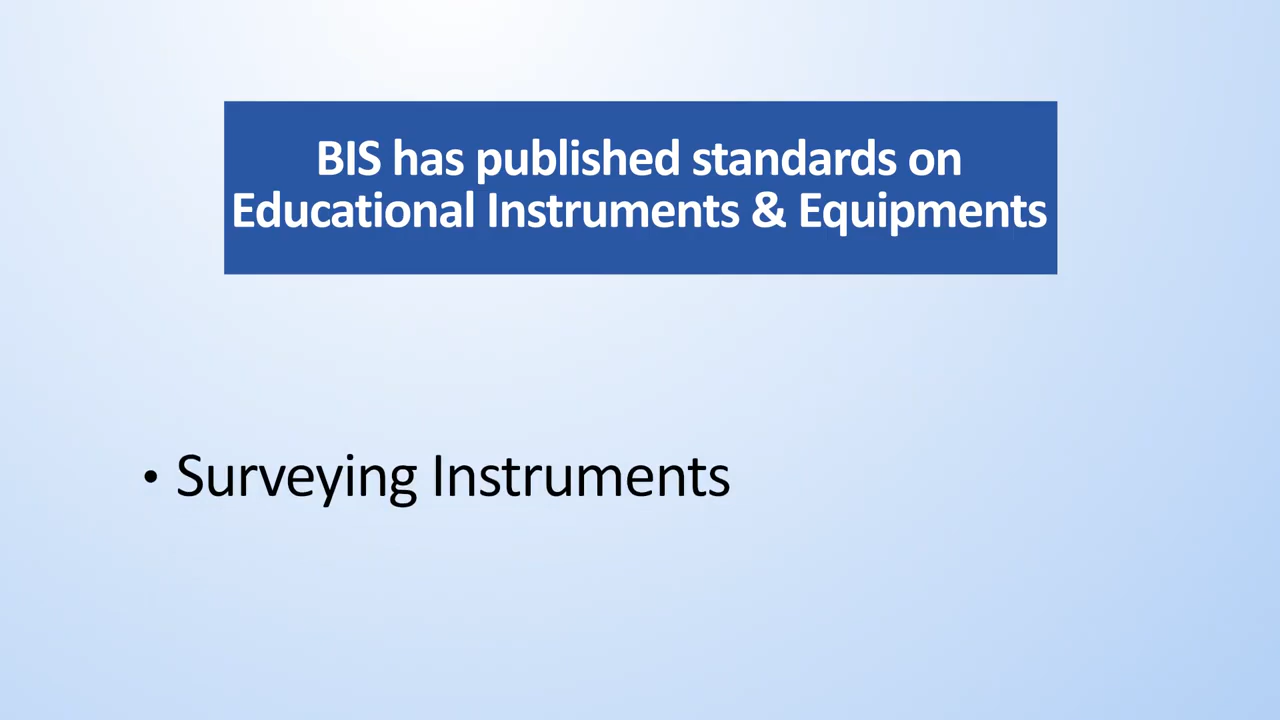 BIS has published standards on
Educational Instruments & Equipments
• Surveying Instruments